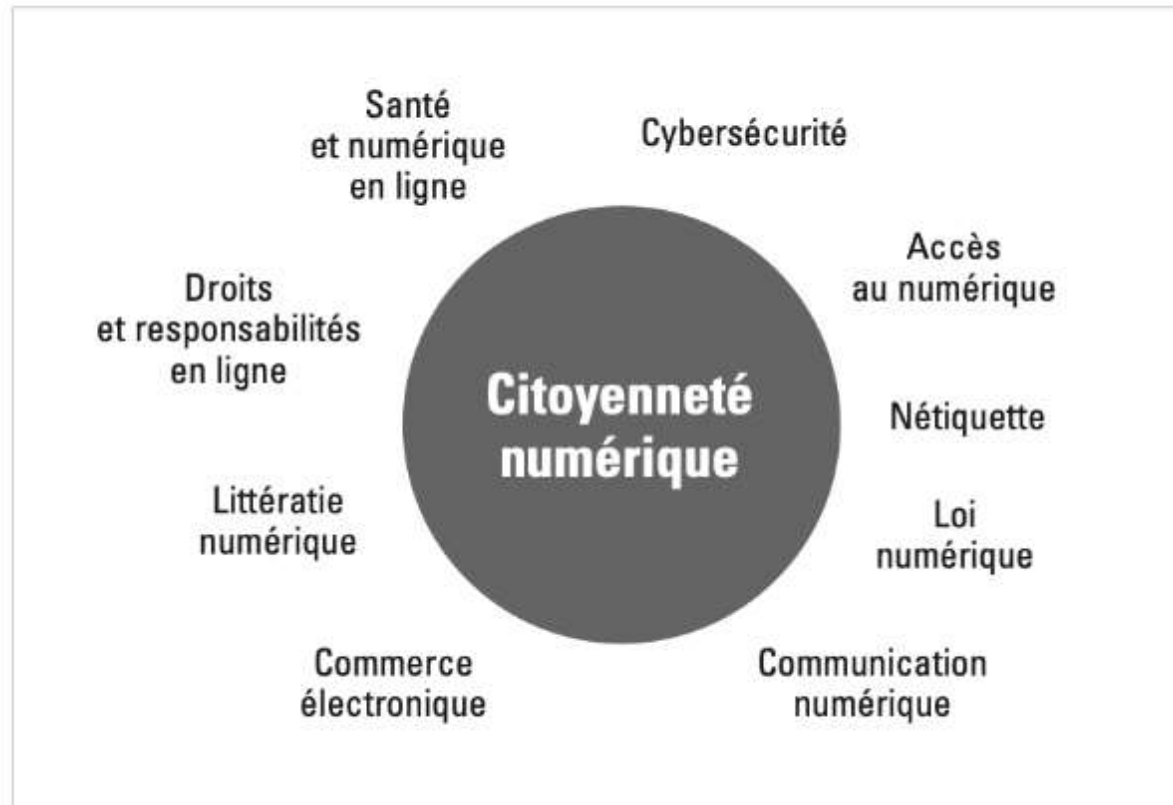 Santé
et numérique
en ligne
Cybersécurité
Accès
au numérique
Droits
et responsabilités
en ligne
Citoyenneté
numérique
Nétiquette
Littératie
numérique
Loi
numérique
Commerce
électronique
Communication
numérique